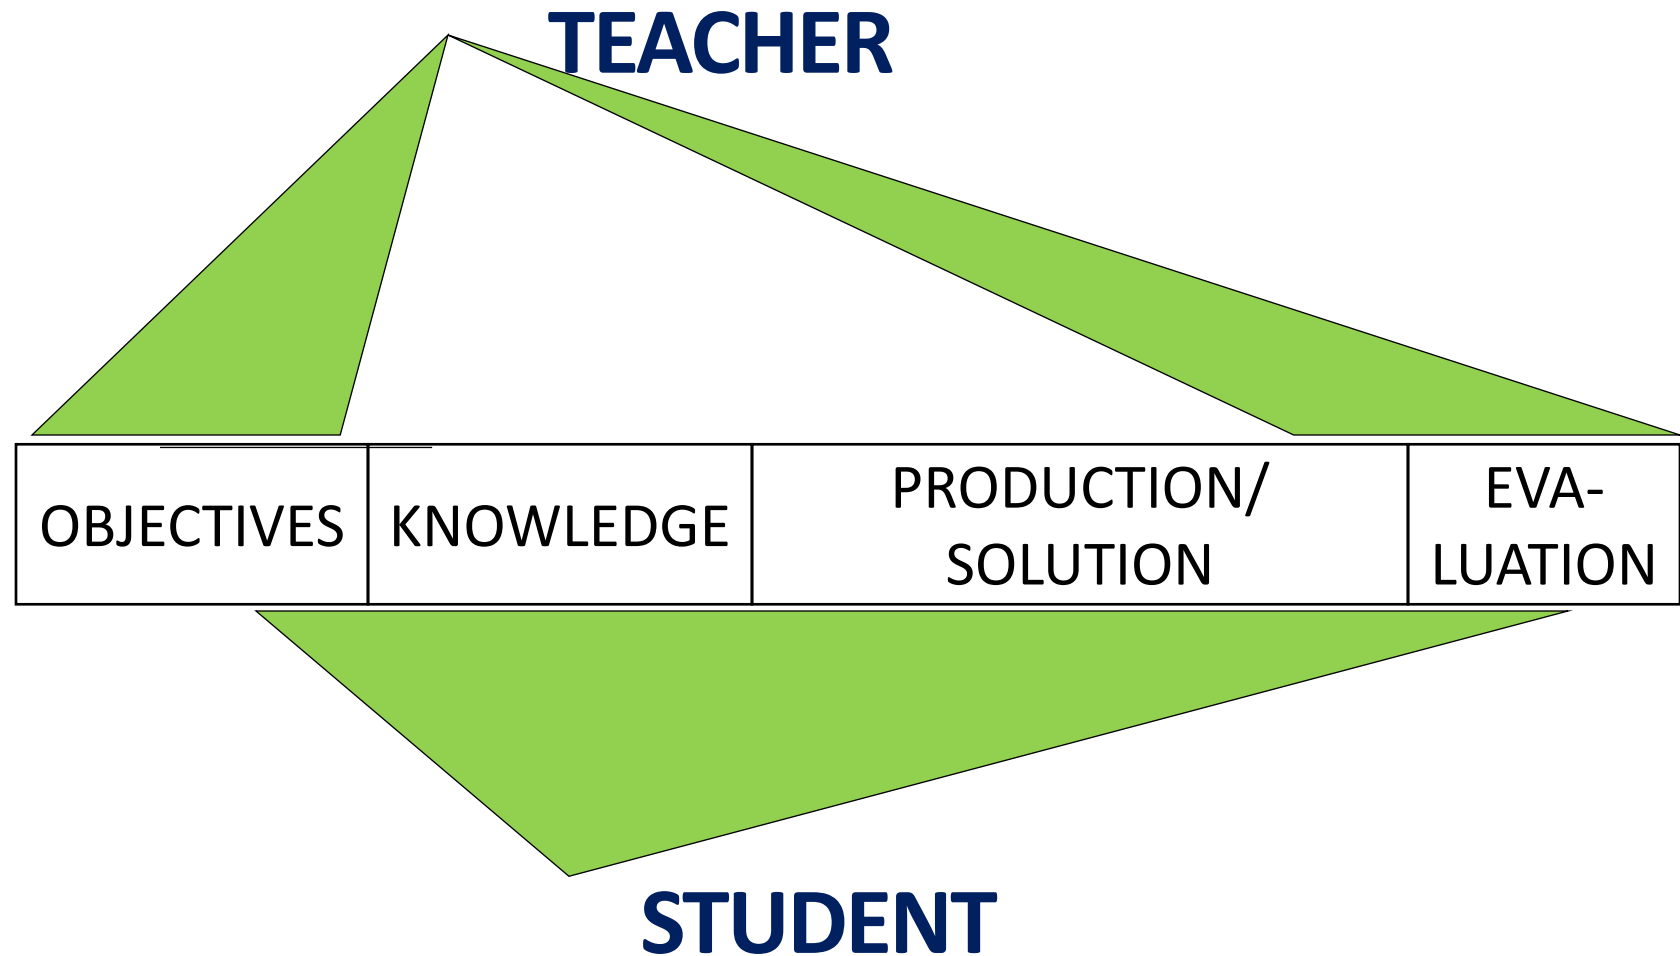 TEACHER
OBJECTIVES
KNOWLEDGE
PRODUCTION/
SOLUTION
EVA-
LUATION
STUDENT